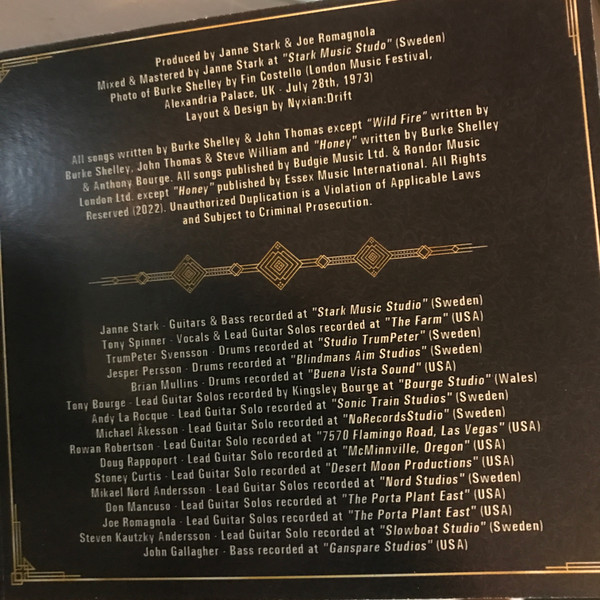 Produced by Janne Stark & Joe Romagnola
Mixed & Mastered by Janne Stark at "Stark Music Studo" (Sweden)
Photo of Burke Shelley by Fin Costello (London Music Festival,
Alexandria Palace, UK - July 28th, 1973)
Layout & Design by Nyxian:Drift
All songs written by Burke Shelley & John Thomas except "Wild Fire" written by
Burke Shelley, John Thomas & Steve William and "Honey" written by Burke Shelley
& Anthony Bourge. All songs published by Budgie Music Ltd. & Rondor Music
London Ltd. except "Honey" published by Essex Music International. All Rights
Reserved (2022). Unauthorized Duplication is a Violation of Applicable Laws
and Subject to Criminal Prosecution.
Janne Stark - Guitars & Bass recorded at "Stark Music Studio" (Sweden)
Tony Spinner - Vocals & Lead Guitar Solos recorded at "The Farm" (USA)
TrumPeter Svensson - Drums recorded at "Studio TrumPeter" (Sweden)
Jesper Persson - Drums recorded at "Blindmans Aim Studios" (Sweden)
Brian Mullins - Drums recorded at "Buena Vista Sound" (USA)
Tony Bourge - Lead Guitar Solos recorded by Kingsley Bourge at "Bourge Studio" (Wales)
Andy La Rocque - Lead Guitar Solo recorded at "Sonic Train Studios" (Sweden)
Michael Åkesson - Lead Guitar Solo recorded at "NoRecordsStudio" (Sweden)
Rowan Robertson - Lead Guitar Solo recorded at "7570 Flamingo Road, Las Vegas" (USA)
Doug Rappoport - Lead Guitar Solo recorded at "McMinnville, Oregon" (USA)
Stoney Curtis - Lead Guitar Solo recorded at "Desert Moon Productions" (USA)
Mikael Nord Andersson - Lead Guitar Solos recorded at "Nord Studios" (Sweden)
Don Mancuso - Lead Guitar Solos recorded at "The Porta Plant East" (USA)
Joe Romagnola - Lead Guitar Solos recorded at "The Porta Plant East" (USA)
Steven Kautzky Andersson - Lead Guitar Solos recorded at "Slowboat Studio" (Sweden)
John Gallagher - Bass recorded at "Ganspare Studios" (USA)